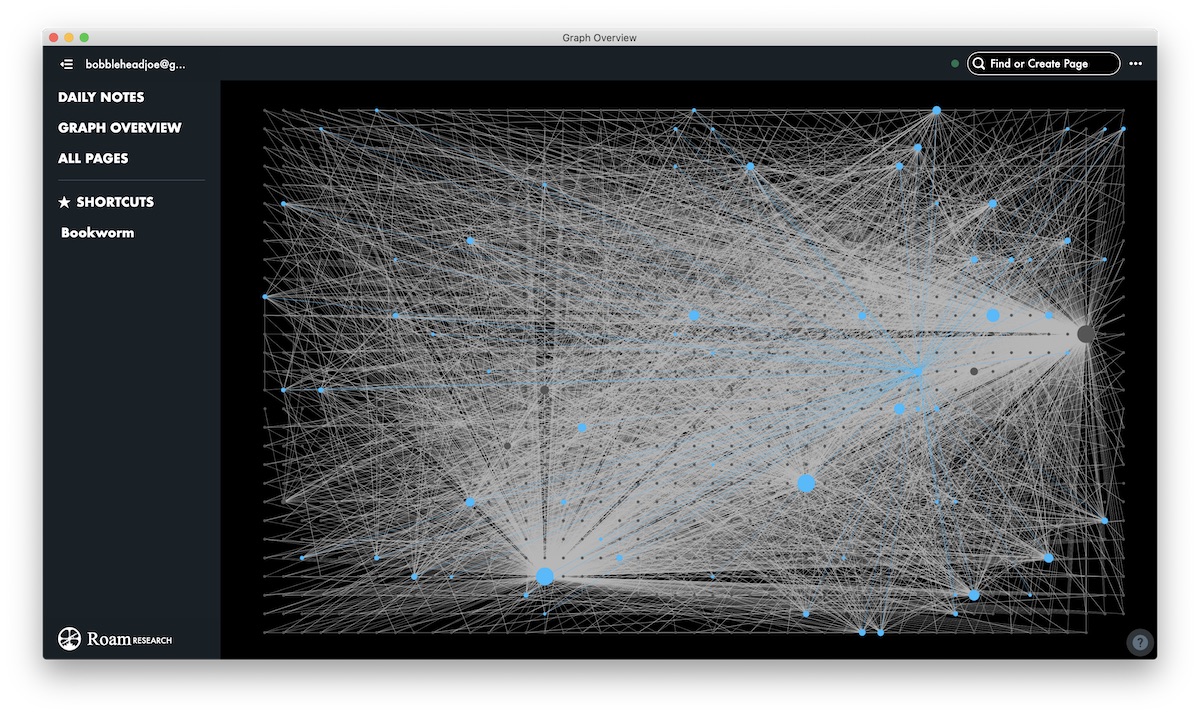 Graph Overview
bobbleheadjoe@g...
Find or Create Page
DAILY NOTES
GRAPH OVERVIEW
ALL PAGES
SHORTCUTS
Bookworm
Roam RESEARCH
?